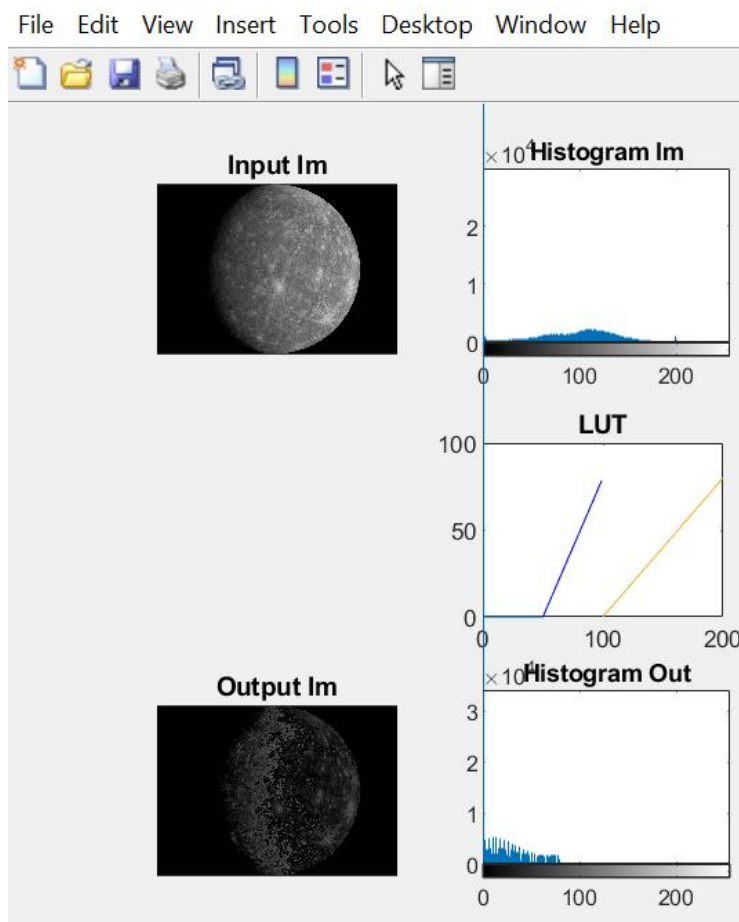 File Edit View Insert Tools Desktop Window Help
Input Im
×10⁴ Histogram Im
2
1
0
0 100 200
LUT
100
50
0
0 100 200
Output Im
×10⁴ Histogram Out
3
2
1
0
0 100 200